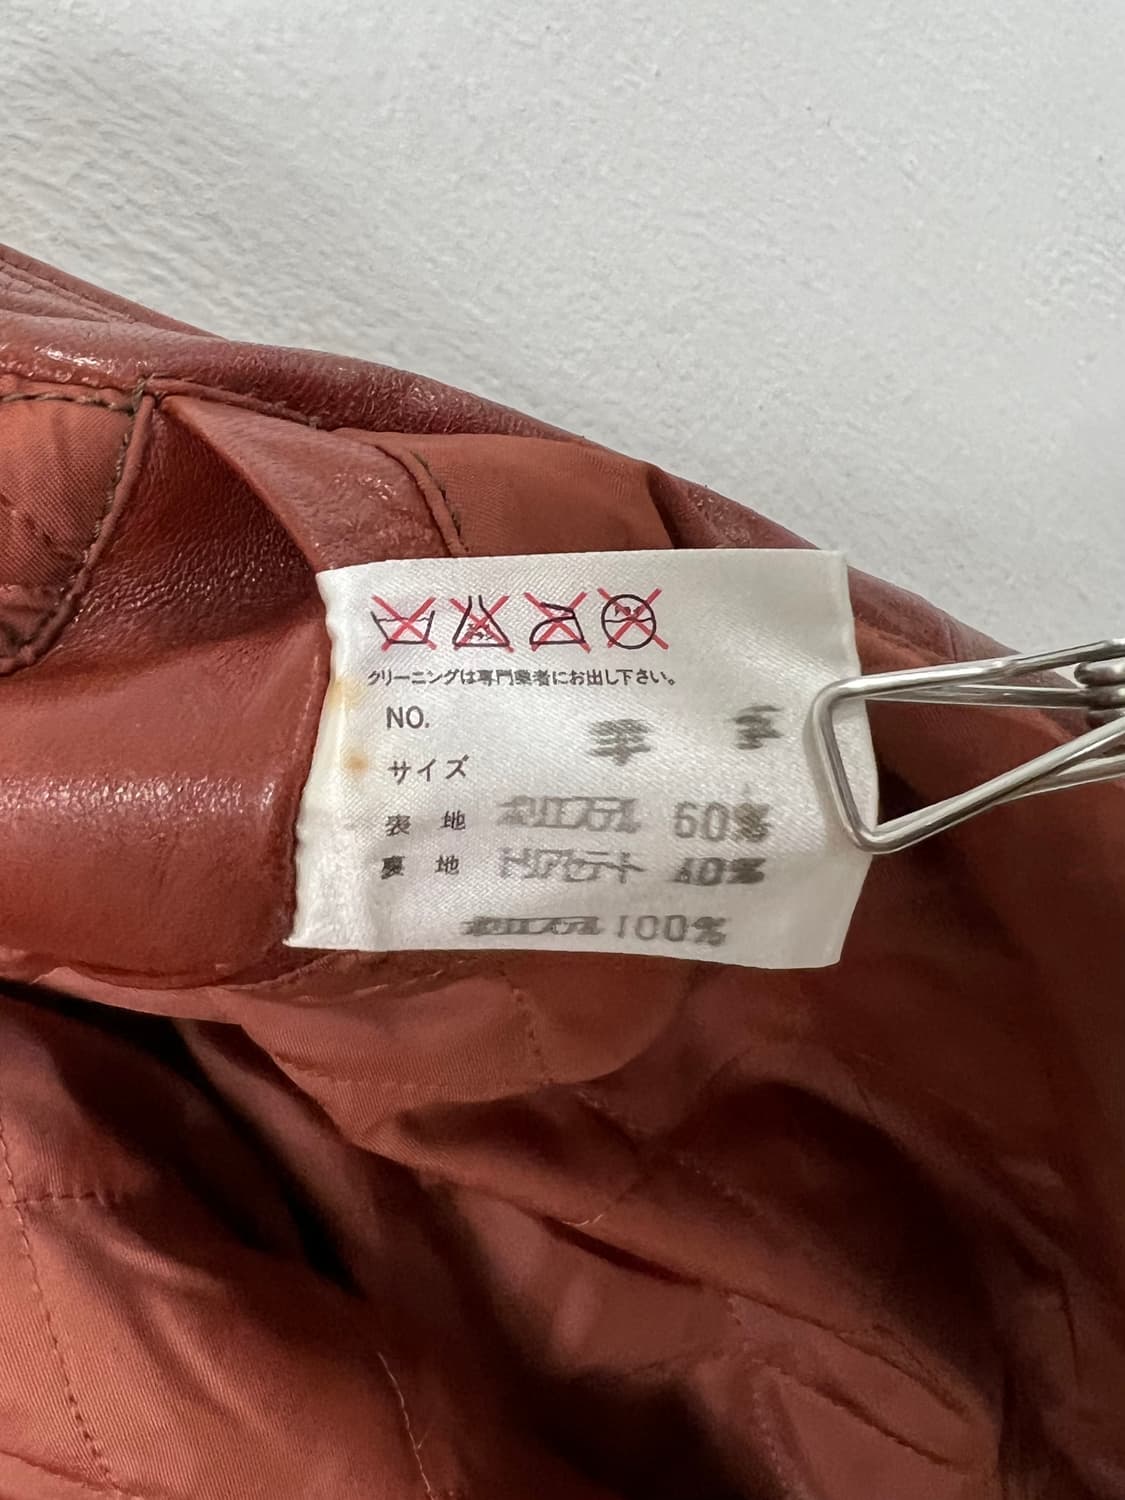 クリーニングは専門業者にお出し下さい。
NO.
サイズ
表 地 ポリエステル 60%
裏 地 トリアセテート 40%
ポリエステル 100%